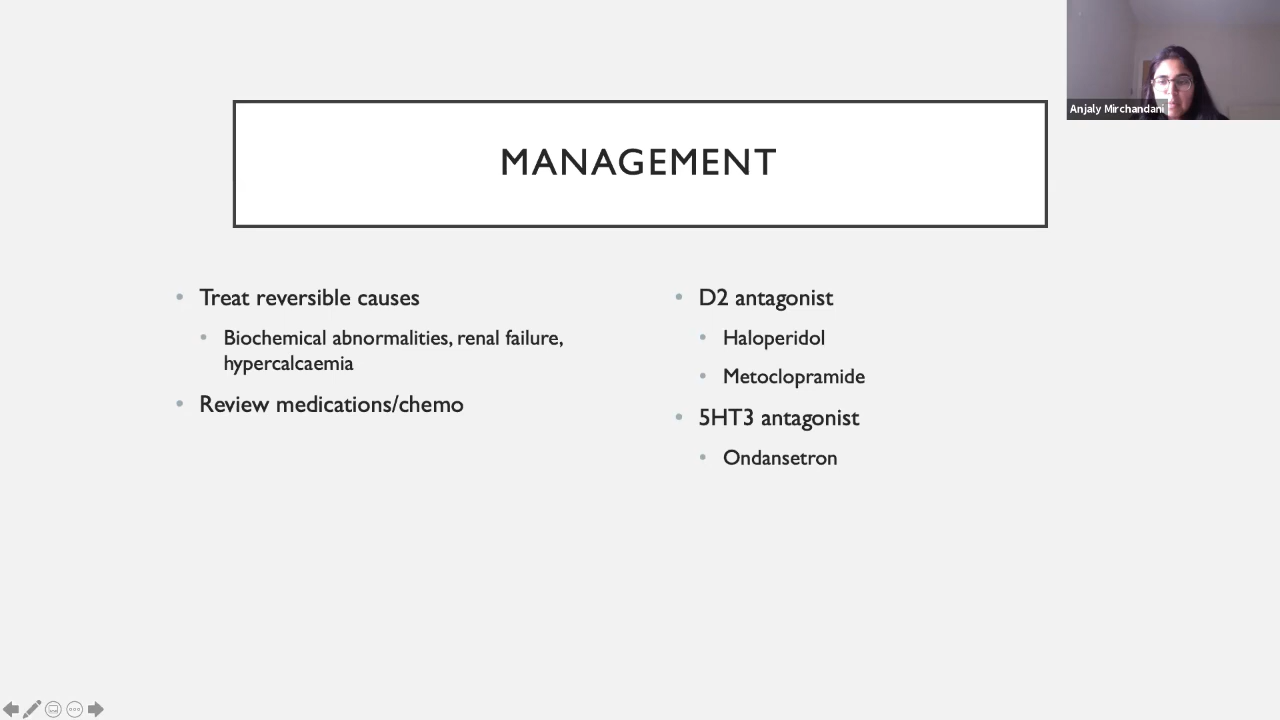 Anjaly Mirchandani
MANAGEMENT
Treat reversible causes
Biochemical abnormalities, renal failure,
hypercalcaemia
Review medications/chemo
D2 antagonist
Haloperidol
Metoclopramide
5HT3 antagonist
Ondansetron